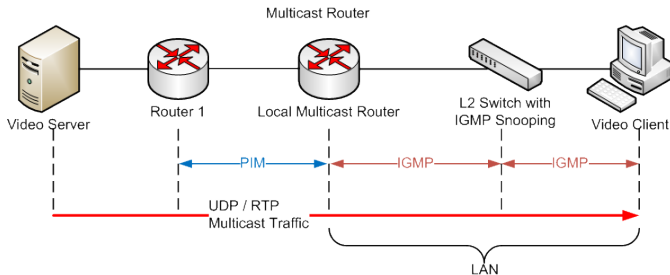 Multicast Router
Video Server
Router 1
Local Multicast Router
L2 Switch with
IGMP Snooping
Video Client
PIM
IGMP
IGMP
UDP / RTP
Multicast Traffic
LAN